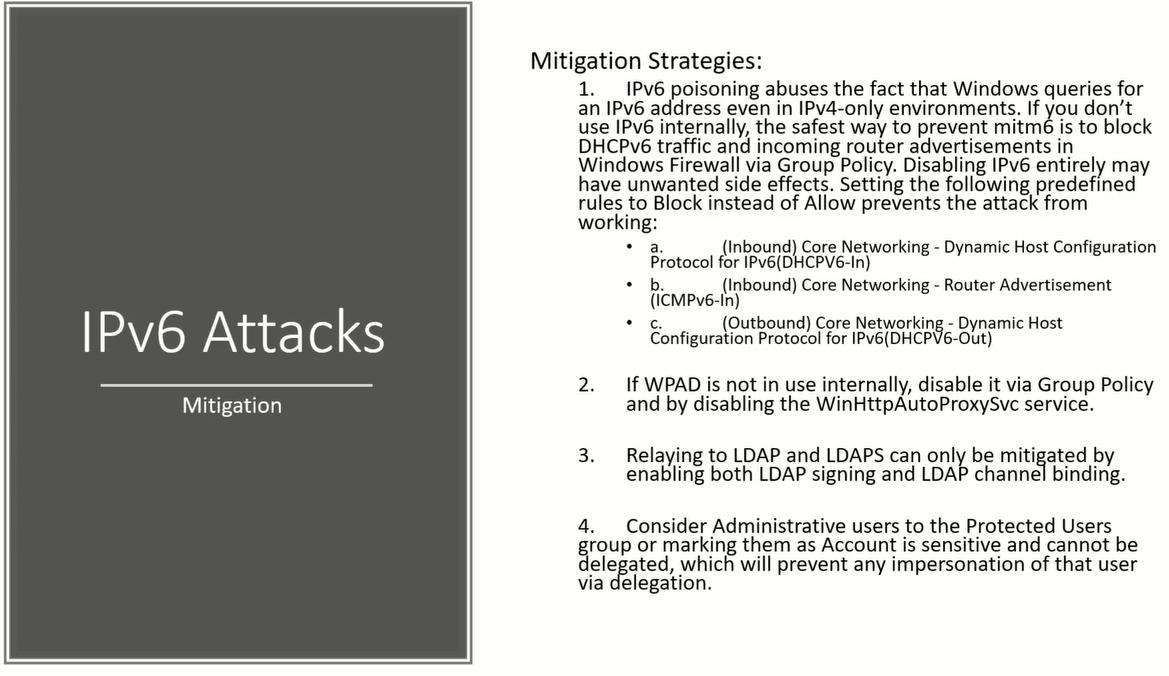 IPv6 Attacks
Mitigation
Mitigation Strategies:
1. IPv6 poisoning abuses the fact that Windows queries for
an IPv6 address even in IPv4-only environments. If you don’t
use IPv6 internally, the safest way to prevent mitm6 is to block
DHCPv6 traffic and incoming router advertisements in
Windows Firewall via Group Policy. Disabling IPv6 entirely may
have unwanted side effects. Setting the following predefined
rules to Block instead of Allow prevents the attack from
working:
• a. (Inbound) Core Networking - Dynamic Host Configuration
Protocol for IPv6(DHCPV6-In)
• b. (Inbound) Core Networking - Router Advertisement
(ICMPv6-In)
• c. (Outbound) Core Networking - Dynamic Host
Configuration Protocol for IPv6(DHCPV6-Out)
2. If WPAD is not in use internally, disable it via Group Policy
and by disabling the WinHttpAutoProxySvc service.
3. Relaying to LDAP and LDAPS can only be mitigated by
enabling both LDAP signing and LDAP channel binding.
4. Consider Administrative users to the Protected Users
group or marking them as Account is sensitive and cannot be
delegated, which will prevent any impersonation of that user
via delegation.